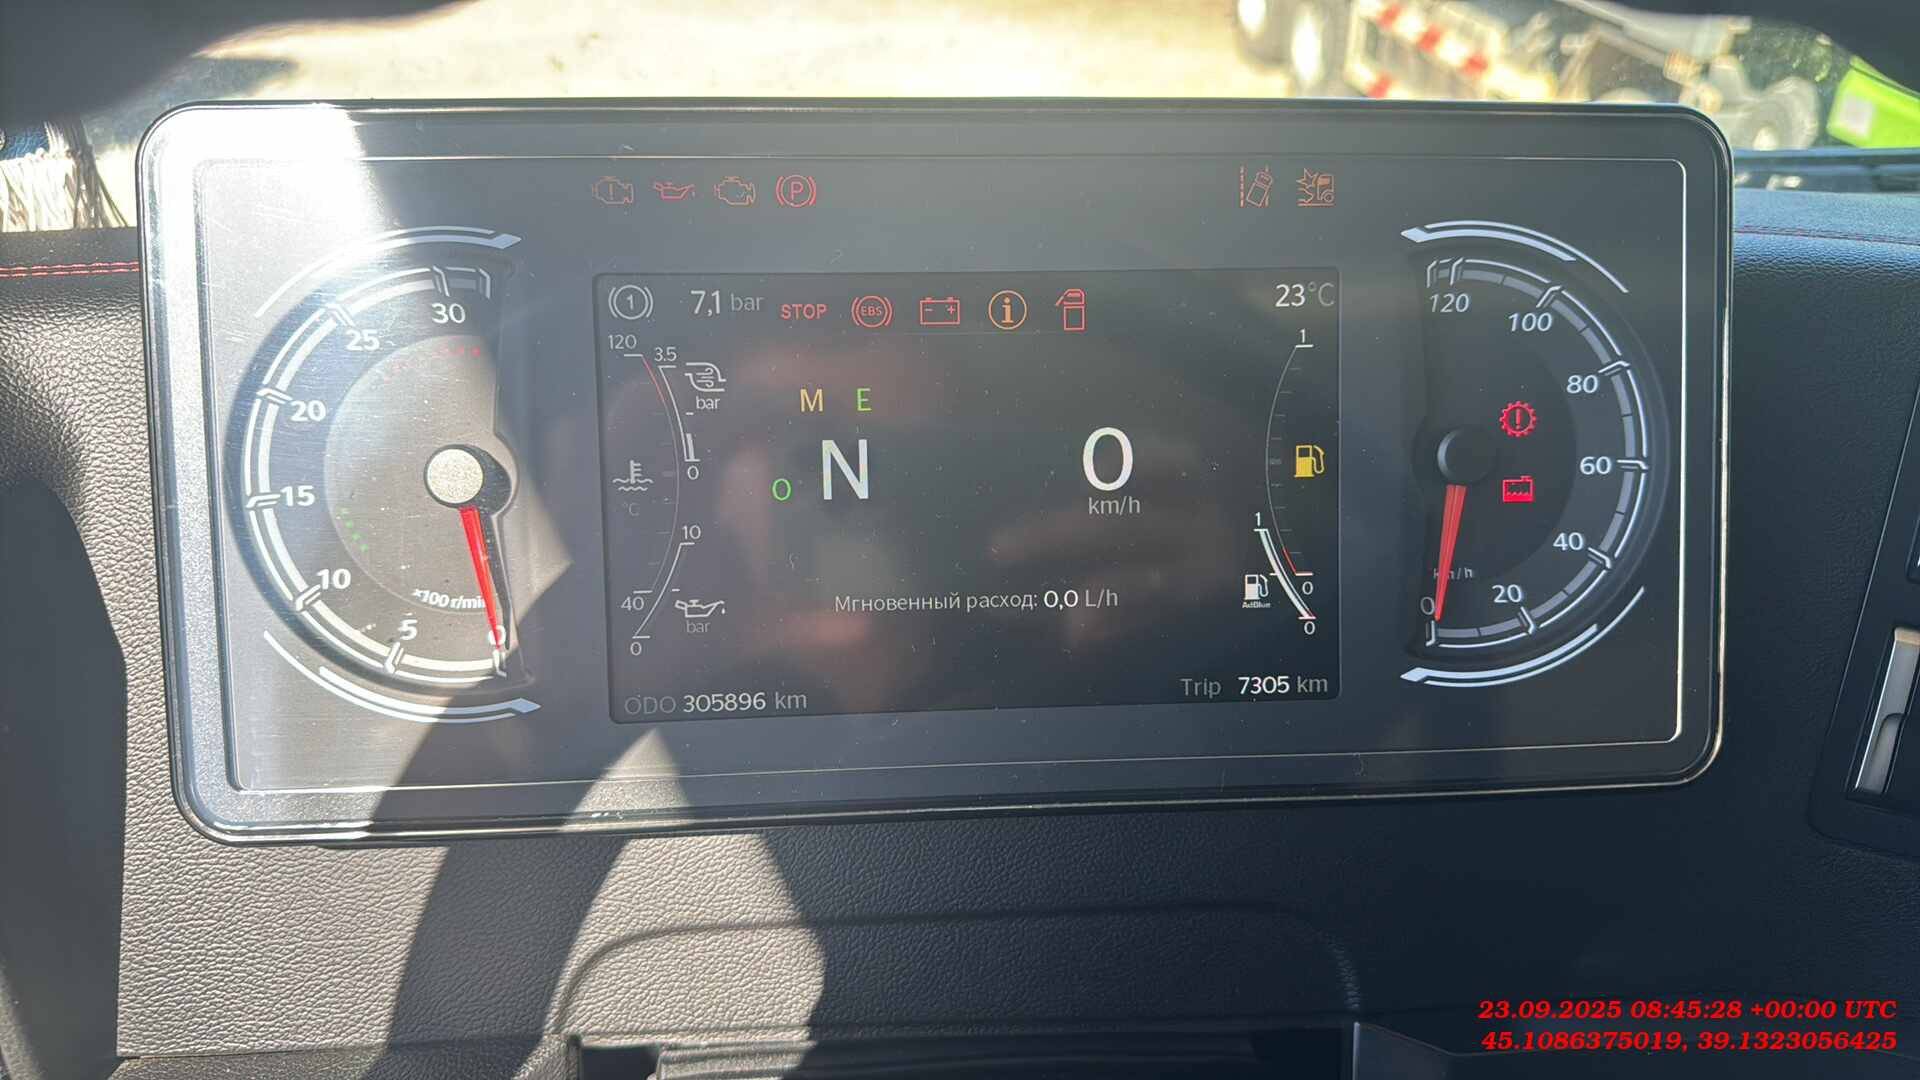 P
1 7,1 bar STOP EBS i 23°C
M E
O N 0
km/h
Мгновенный расход: 0,0 L/h
ODO 305896 km
Trip 7305 km
120
3.5
bar
0
°C
10
40
bar
0
1
1
AdBlue
0
0
30
25
20
15
10
5
0
×100 r/min
120
100
80
60
40
20
0
km/h
23.09.2025 08:45:28 +00:00 UTC
45.1086375019, 39.1323056425